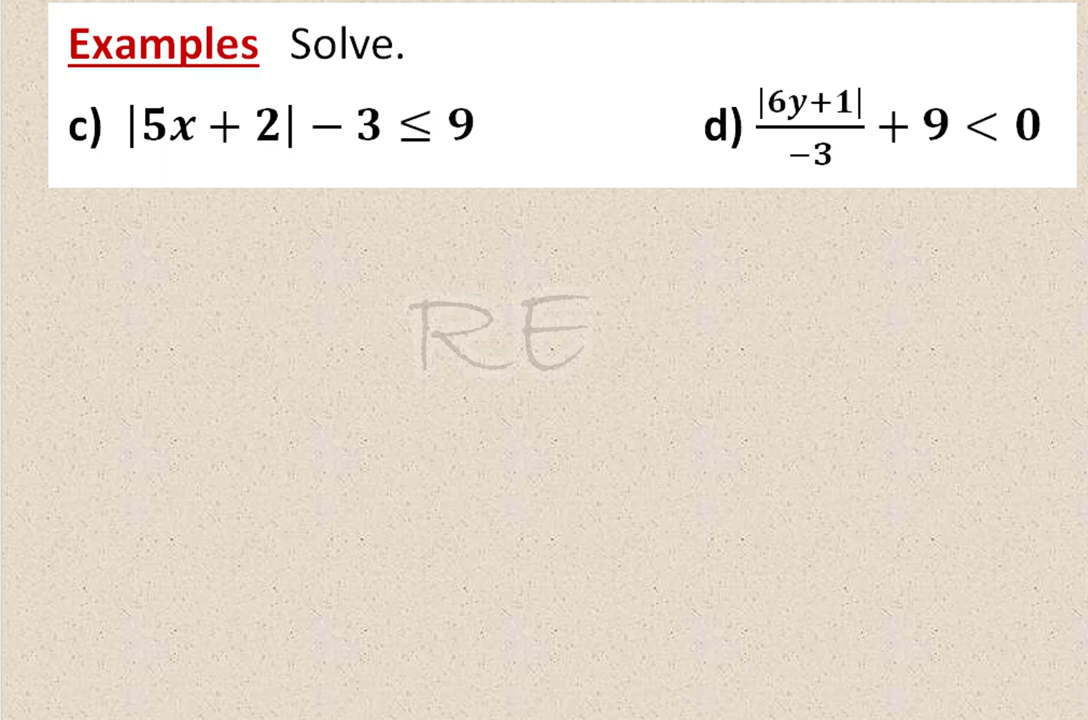 Examples Solve.
c) |5x + 2| − 3 ≤ 9
d) |6y+1|/−3 + 9 < 0
RE